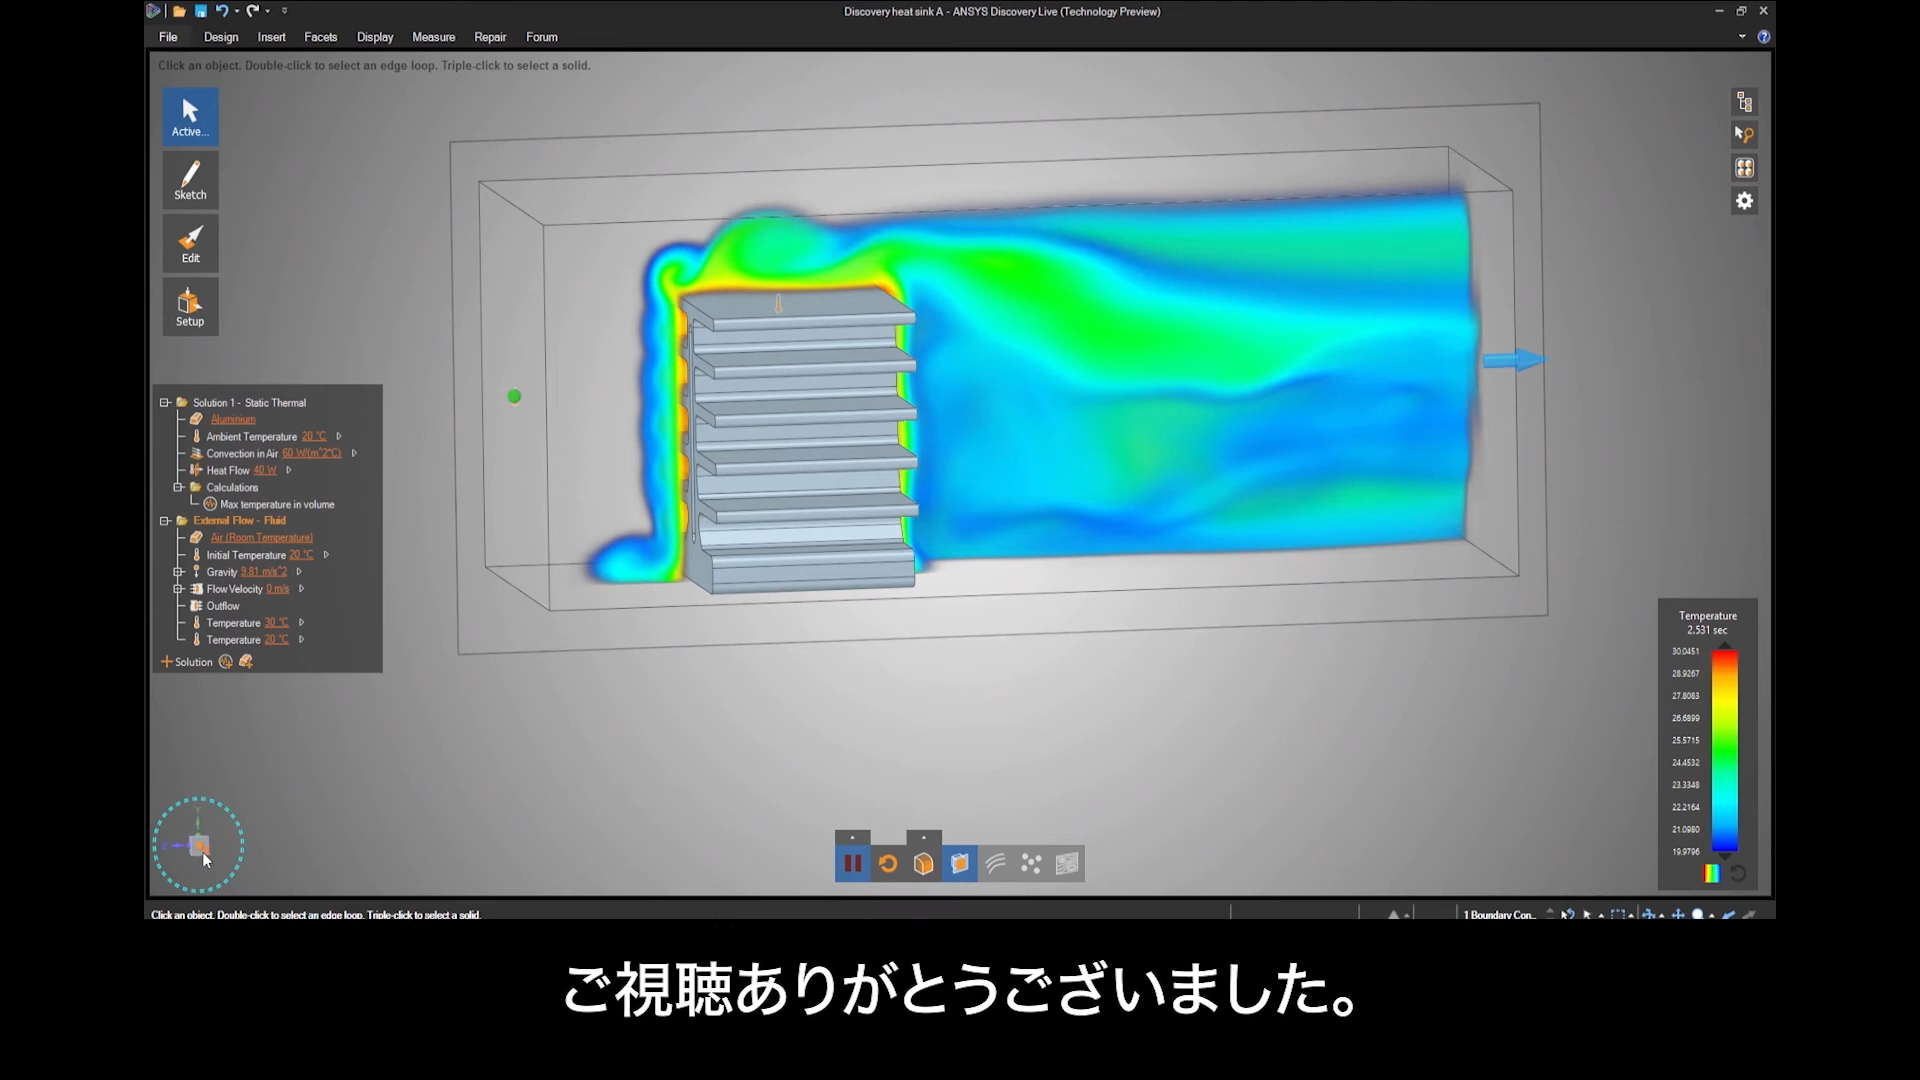 Discovery heat sink A - ANSYS Discovery Live (Technology Preview)
File Design Insert Facets Display Measure Repair Forum
Click an object. Double-click to select an edge loop. Triple-click to select a solid.
Active...
Sketch
Edit
Setup
Solution 1 - Static Thermal
Aluminium
Ambient Temperature 20 °C
Convection in Air 60 W/(m^2*°C)
Heat Flow 40 W
Calculations
Max temperature in volume
External Flow - Fluid
Air (Room Temperature)
Initial Temperature 20 °C
Gravity 9.81 m/s^2
Flow Velocity 0 m/s
Outflow
Temperature 30 °C
Temperature 20 °C
Solution
Temperature
2.531 sec
30.0451
28.9267
27.8083
26.6899
25.5715
24.4532
23.3348
22.2164
21.0980
19.9796
Y
Z
Click an object. Double-click to select an edge loop. Triple-click to select a solid.
1 Boundary Con...
ご視聴ありがとうございました。